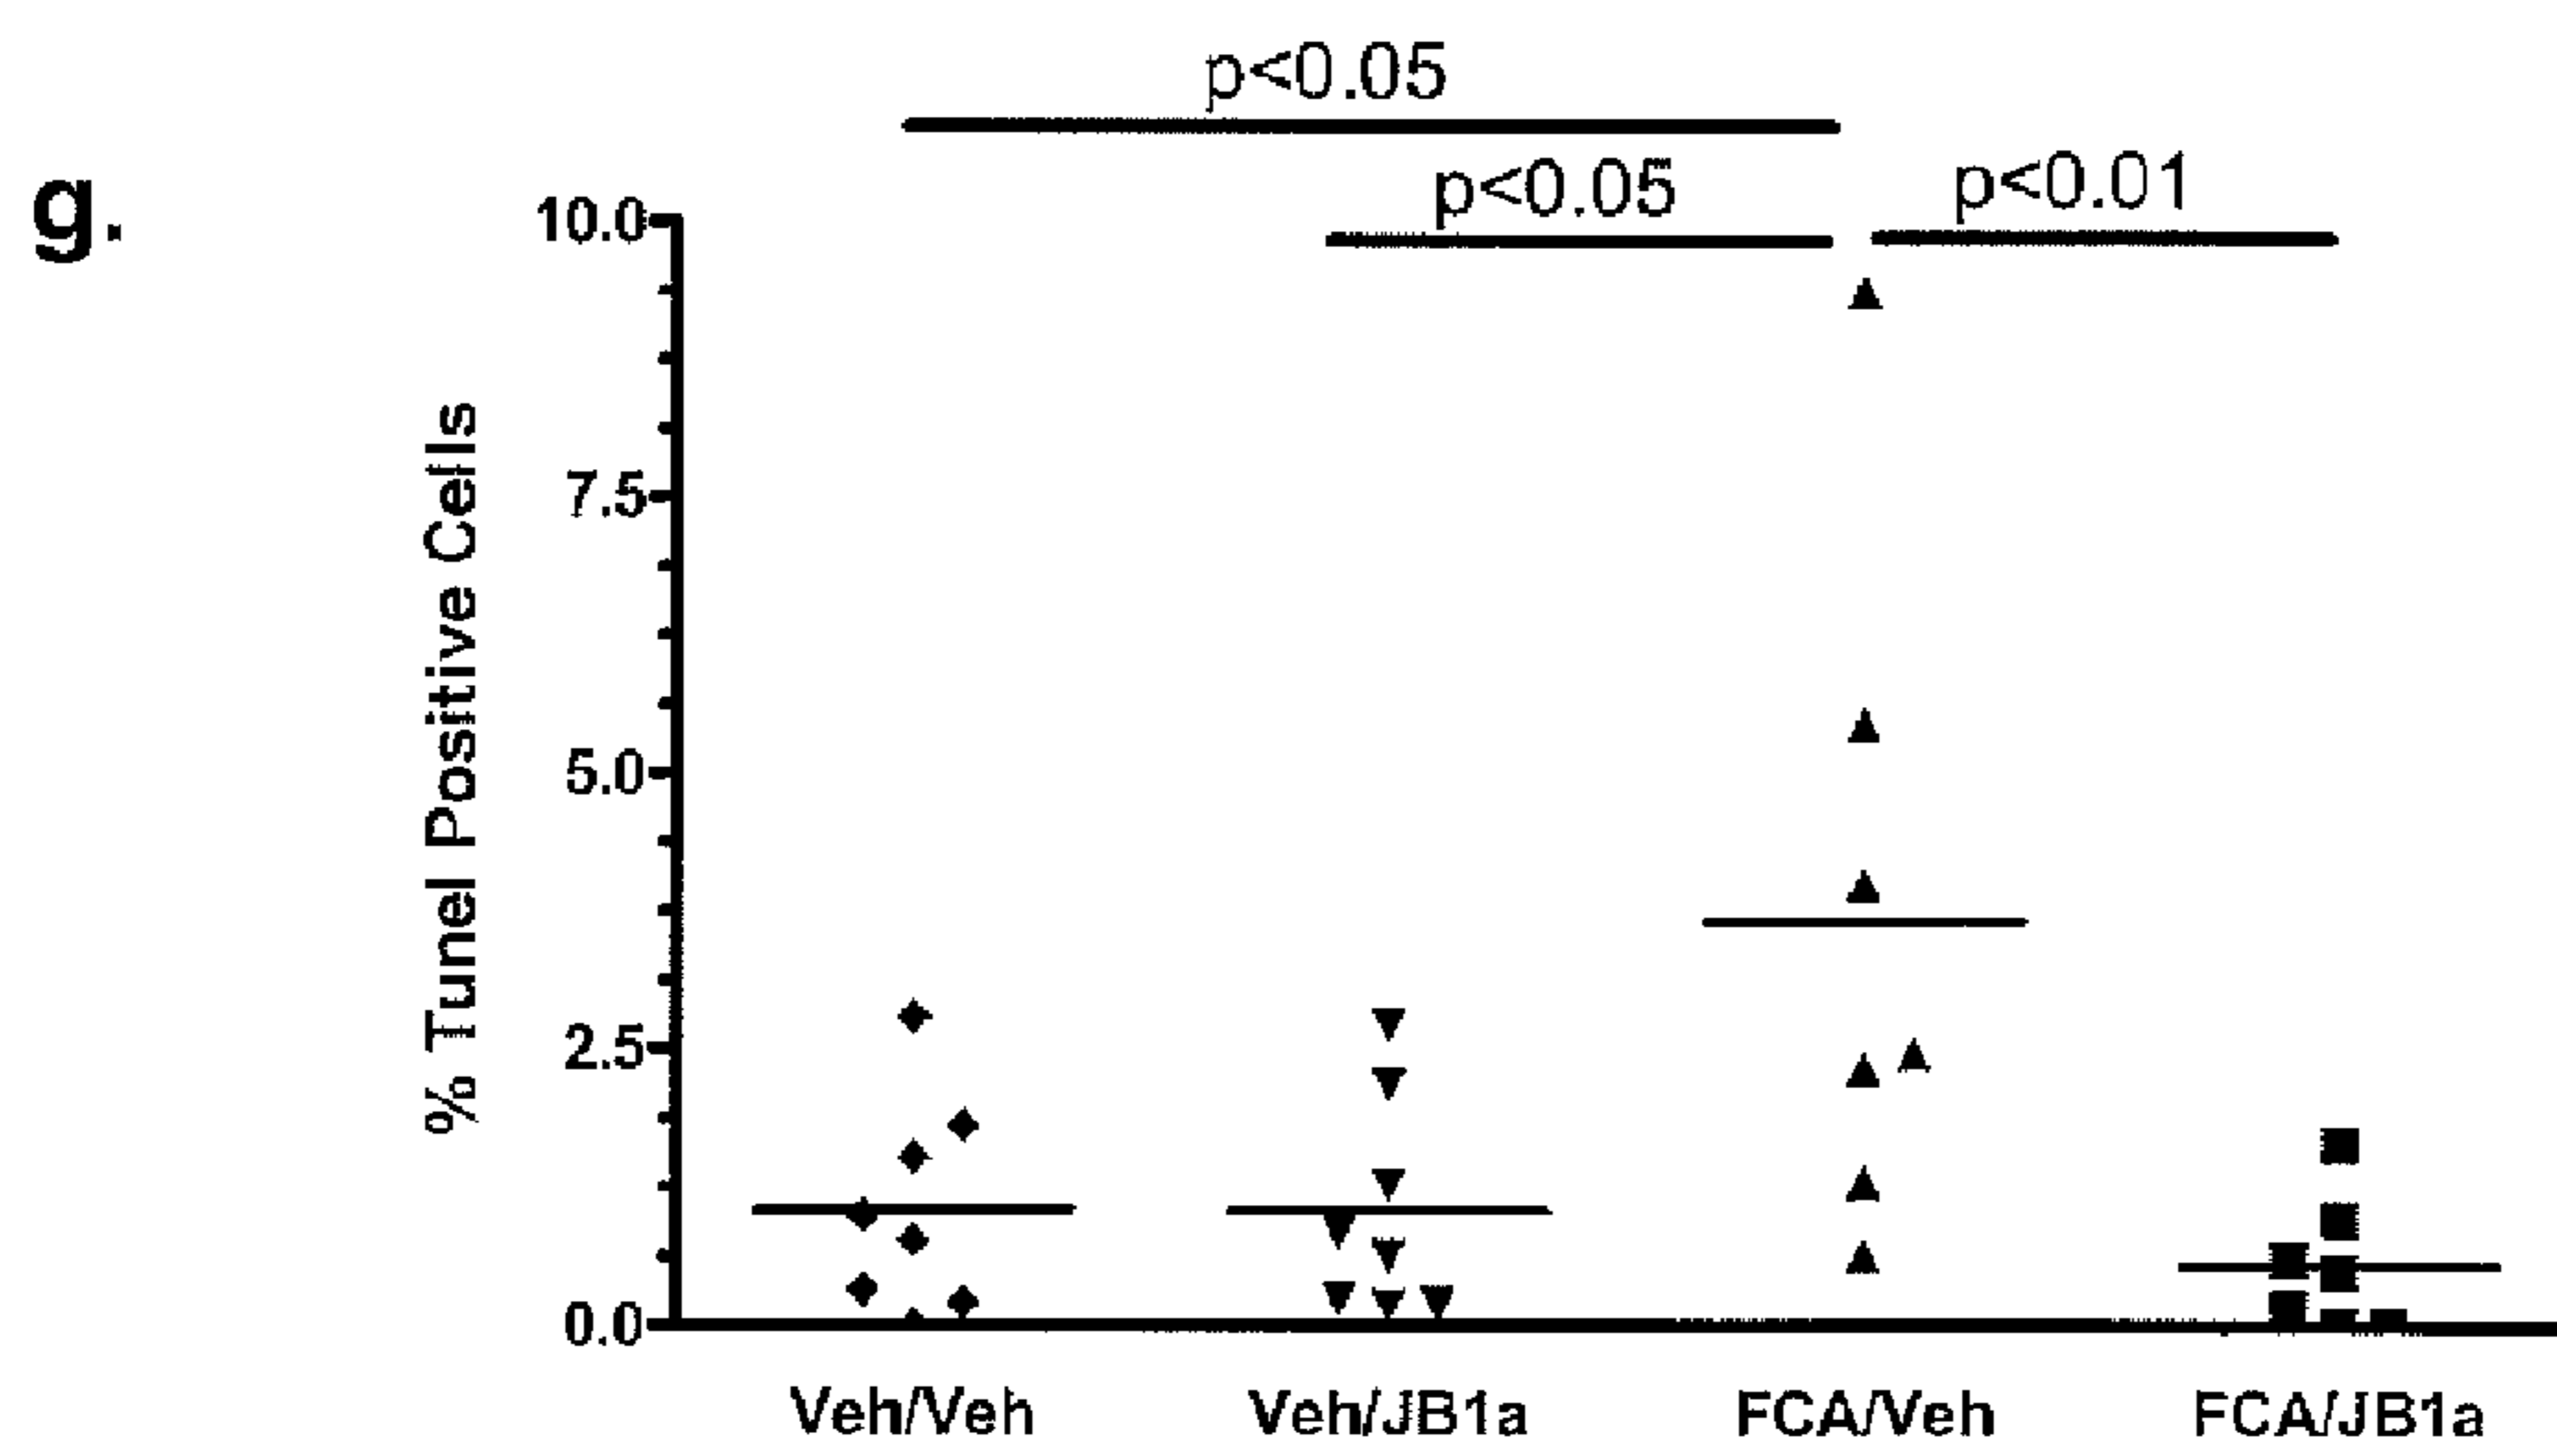 p<0.05
g.
p<0.05
p<0.01
10.0
7.5
5.0
2.5
0.0
% Tunel Positive Cells
Veh/Veh
Veh/JB1a
FCA/Veh
FCA/JB1a